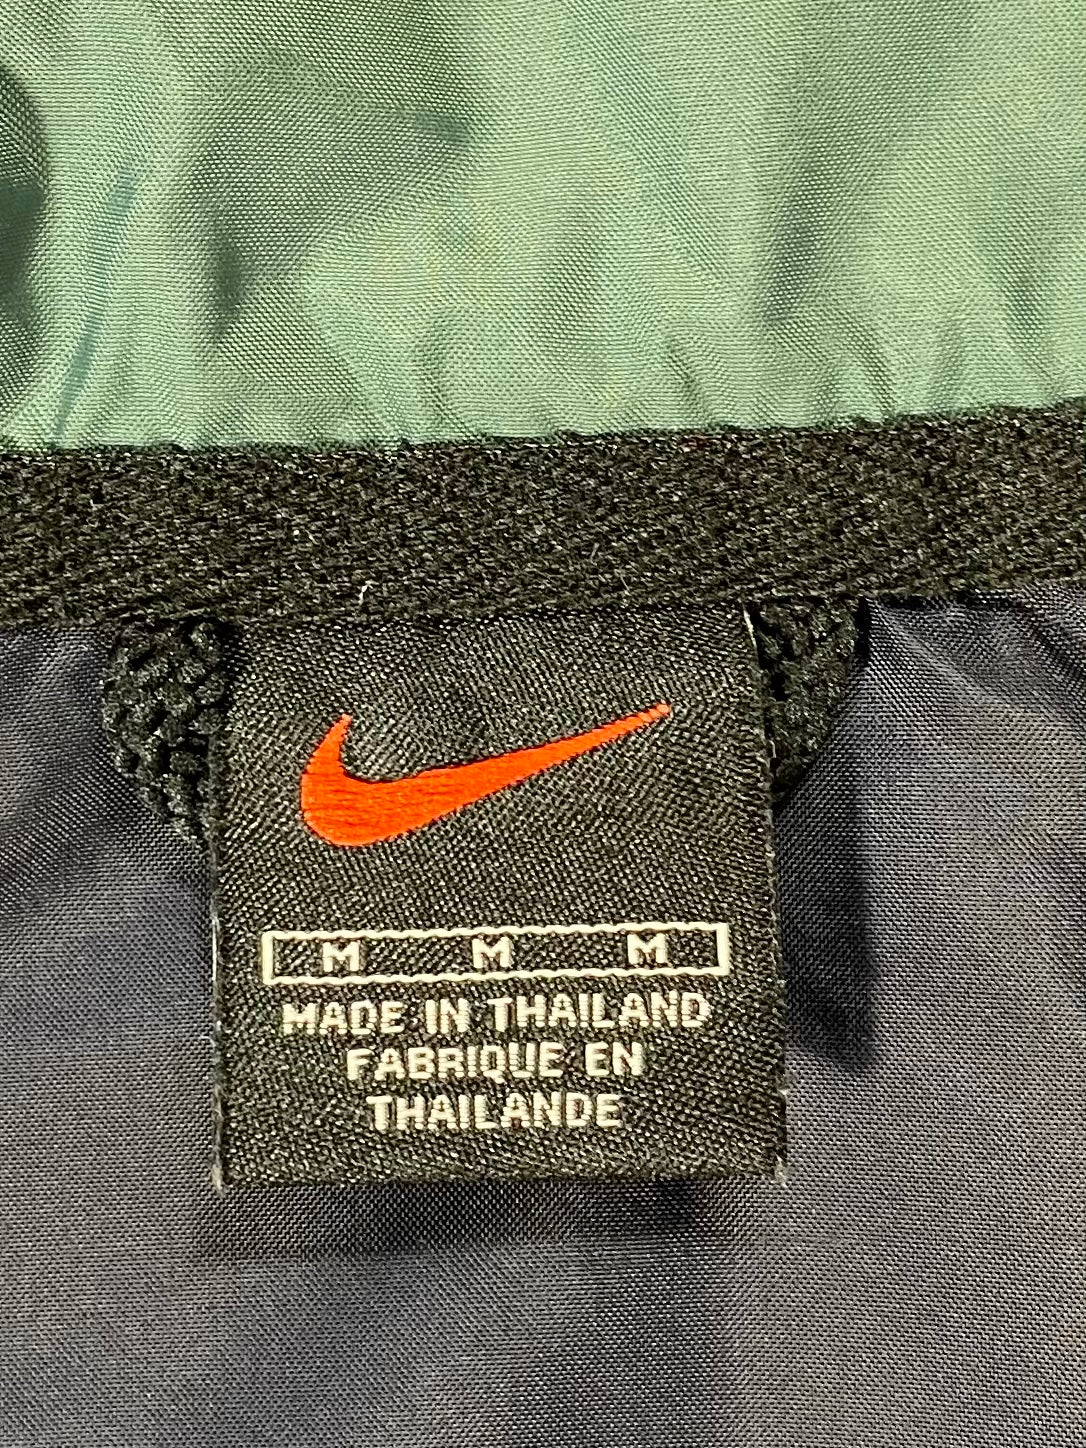 M M M
MADE IN THAILAND
FABRIQUE EN
THAILANDE